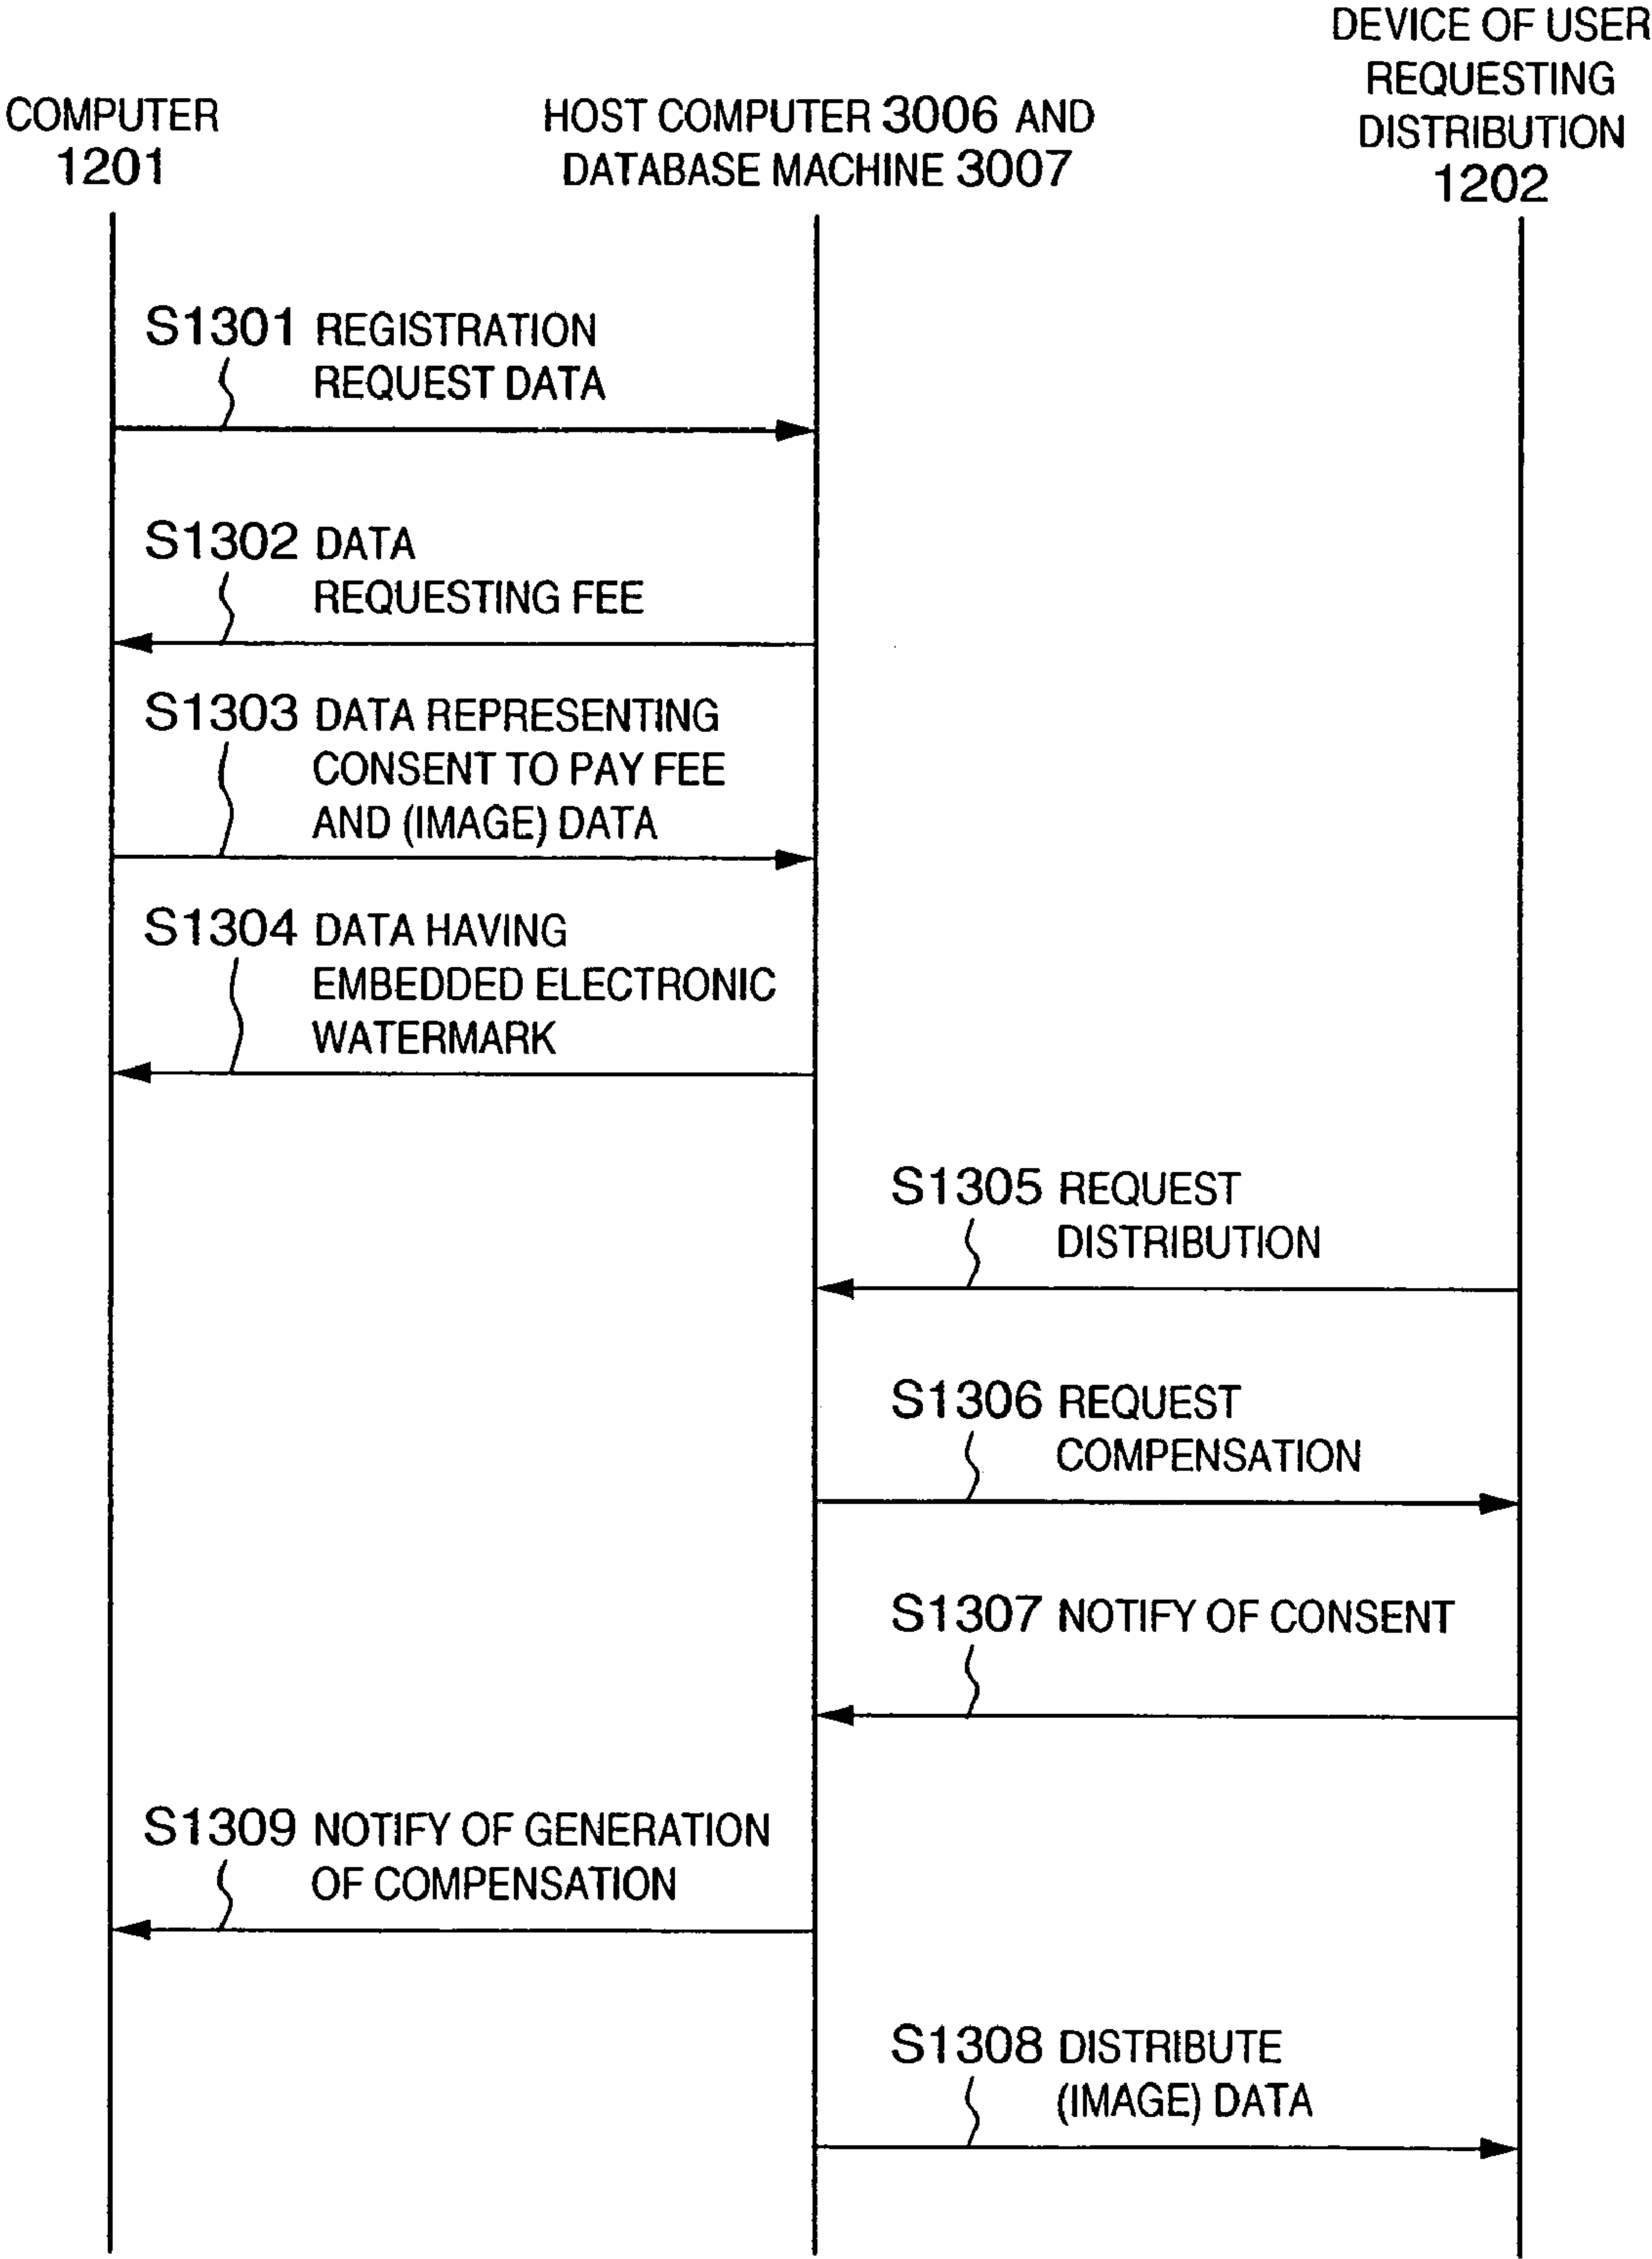 COMPUTER
1201
HOST COMPUTER 3006 AND
DATABASE MACHINE 3007
DEVICE OF USER
REQUESTING
DISTRIBUTION
1202
S1301 REGISTRATION
REQUEST DATA
S1302 DATA
REQUESTING FEE
S1303 DATA REPRESENTING
CONSENT TO PAY FEE
AND (IMAGE) DATA
S1304 DATA HAVING
EMBEDDED ELECTRONIC
WATERMARK
S1305 REQUEST
DISTRIBUTION
S1306 REQUEST
COMPENSATION
S1307 NOTIFY OF CONSENT
S1309 NOTIFY OF GENERATION
OF COMPENSATION
S1308 DISTRIBUTE
(IMAGE) DATA